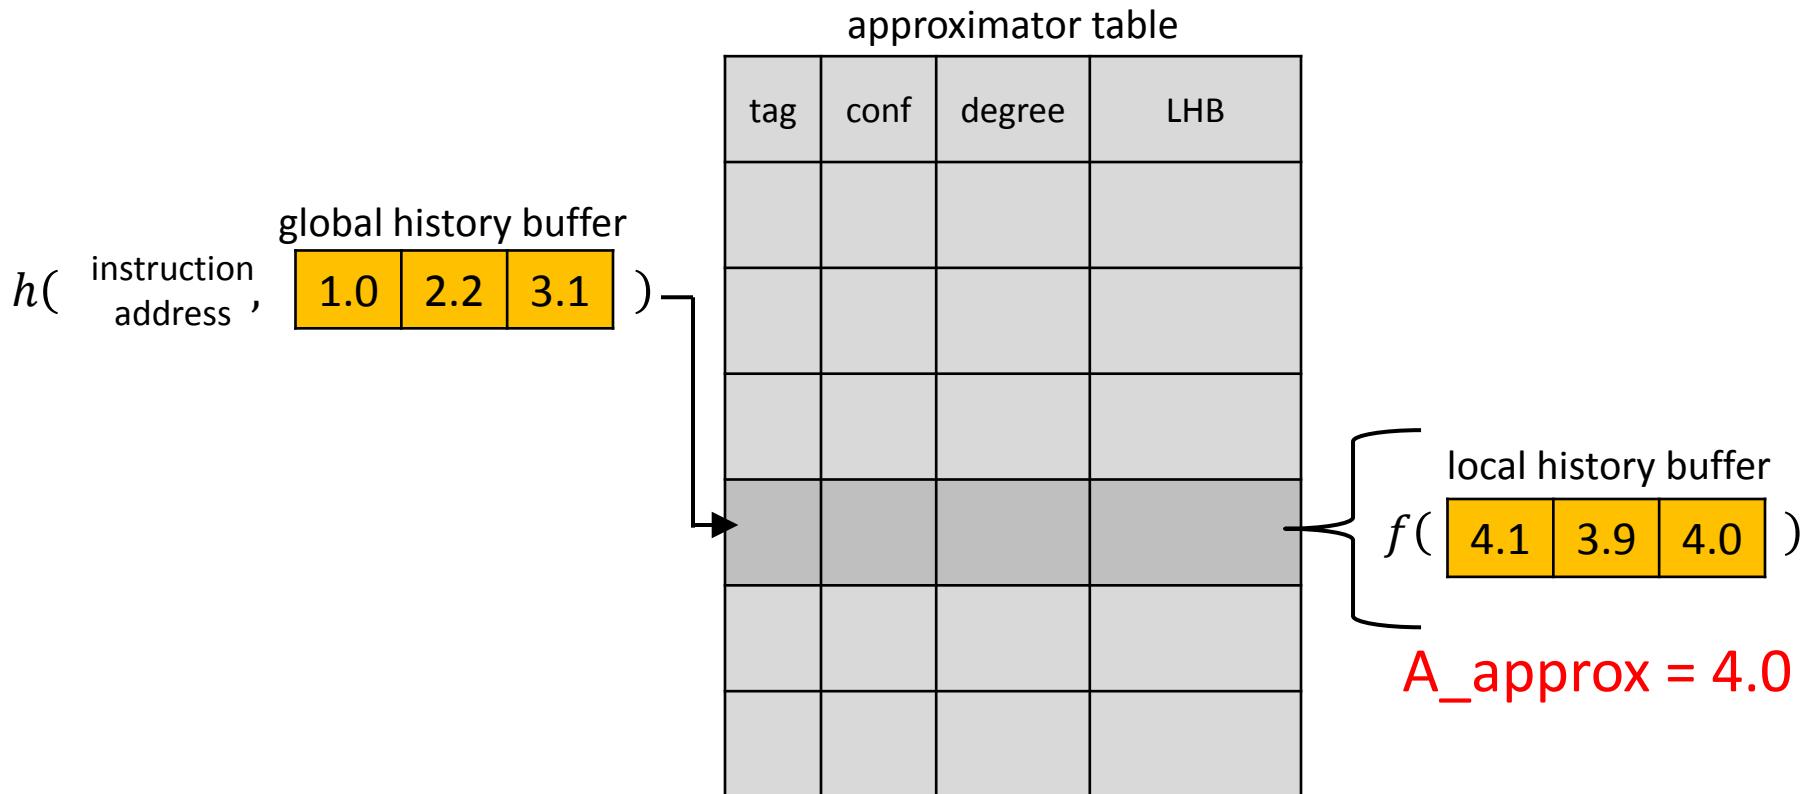 approximator table
tag conf degree LHB
global history buffer
h( instruction address, 1.0 2.2 3.1 )
local history buffer
f( 4.1 3.9 4.0 )
A_approx = 4.0